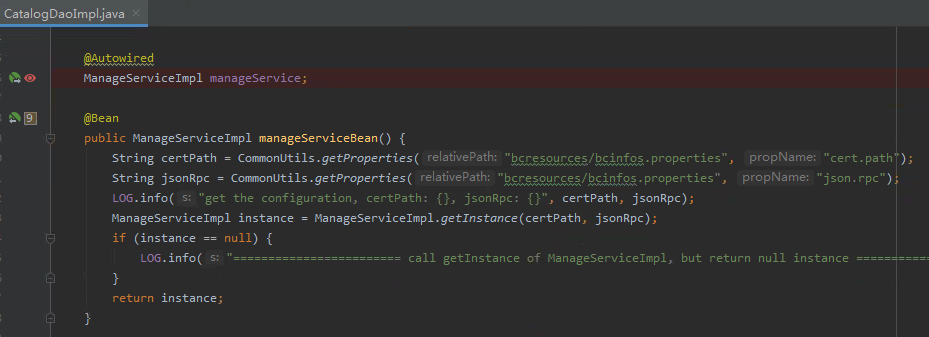 CatalogDaoImpl.java
@Autowired
ManageServiceImpl manageService;
9
@Bean
public ManageServiceImpl manageServiceBean() {
String certPath = CommonUtils.getProperties( relativePath: "bcresources/bcinfos.properties", propName: "cert.path");
String jsonRpc = CommonUtils.getProperties( relativePath: "bcresources/bcinfos.properties", propName: "json.rpc");
LOG.info( s: "get the configuration, certPath: {}, jsonRpc: {}", certPath, jsonRpc);
ManageServiceImpl instance = ManageServiceImpl.getInstance(certPath, jsonRpc);
if (instance == null) {
LOG.info( s: "======================== call getInstance of ManageServiceImpl, but return null instance ===========
}
return instance;
}